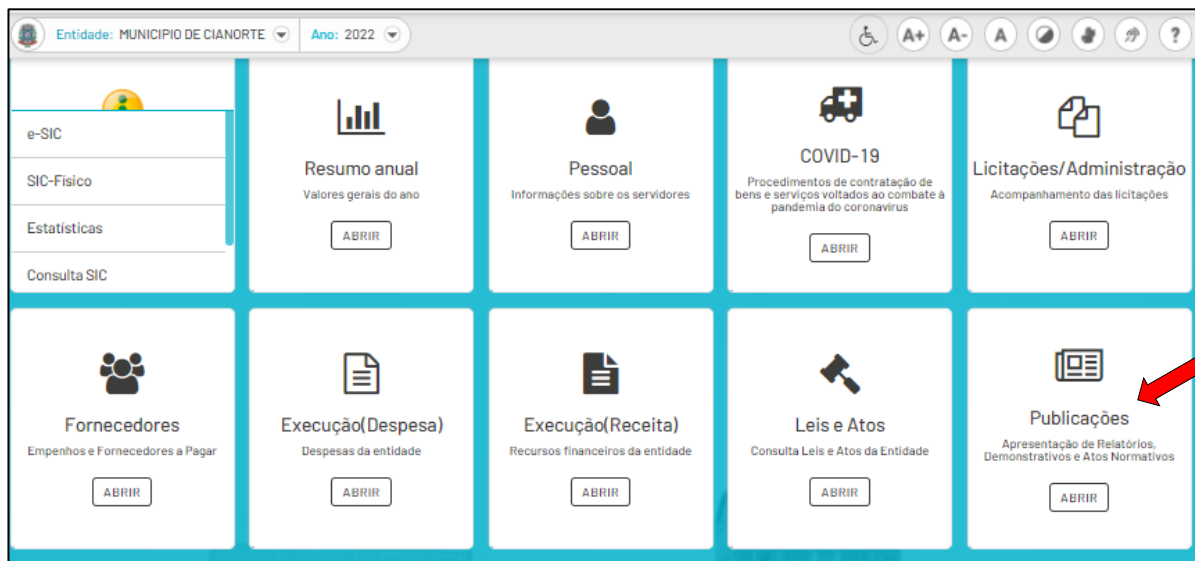 Entidade: MUNICIPIO DE CIANORTE
Ano: 2022
A+
A-
A
?
e-SIC
SIC-Físico
Estatísticas
Consulta SIC
Resumo anual
Valores gerais do ano
ABRIR
Pessoal
Informações sobre os servidores
ABRIR
COVID-19
Procedimentos de contratação de
bens e serviços voltados ao combate à
pandemia do coronavírus
ABRIR
Licitações/Administração
Acompanhamento das licitações
ABRIR
Fornecedores
Empenhos e Fornecedores a Pagar
ABRIR
Execução(Despesa)
Despesas da entidade
ABRIR
Execução(Receita)
Recursos financeiros da entidade
ABRIR
Leis e Atos
Consulta Leis e Atos da Entidade
ABRIR
Publicações
Apresentação de Relatórios,
Demonstrativos e Atos Normativos
ABRIR